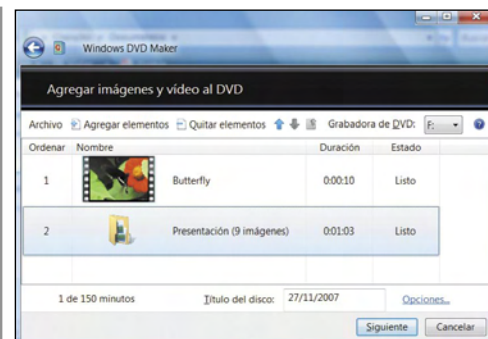 Windows DVD Maker
Agregar imágenes y vídeo al DVD
Archivo Agregar elementos Quitar elementos Grabadora de DVD: F:
Ordenar Nombre Duración Estado
1 Butterfly 0:00:10 Listo
2 Presentación (9 imágenes) 0:01:03 Listo
1 de 150 minutos Título del disco: 27/11/2007 Opciones...
Siguiente Cancelar